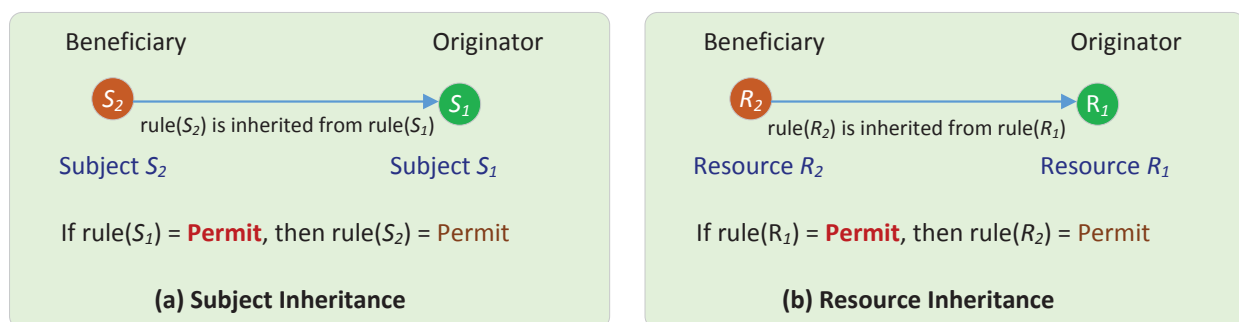 Beneficiary Originator
S2 S1
rule(S2) is inherited from rule(S1)
Subject S2 Subject S1
If rule(S1) = Permit, then rule(S2) = Permit
(a) Subject Inheritance
Beneficiary Originator
R2 R1
rule(R2) is inherited from rule(R1)
Resource R2 Resource R1
If rule(R1) = Permit, then rule(R2) = Permit
(b) Resource Inheritance